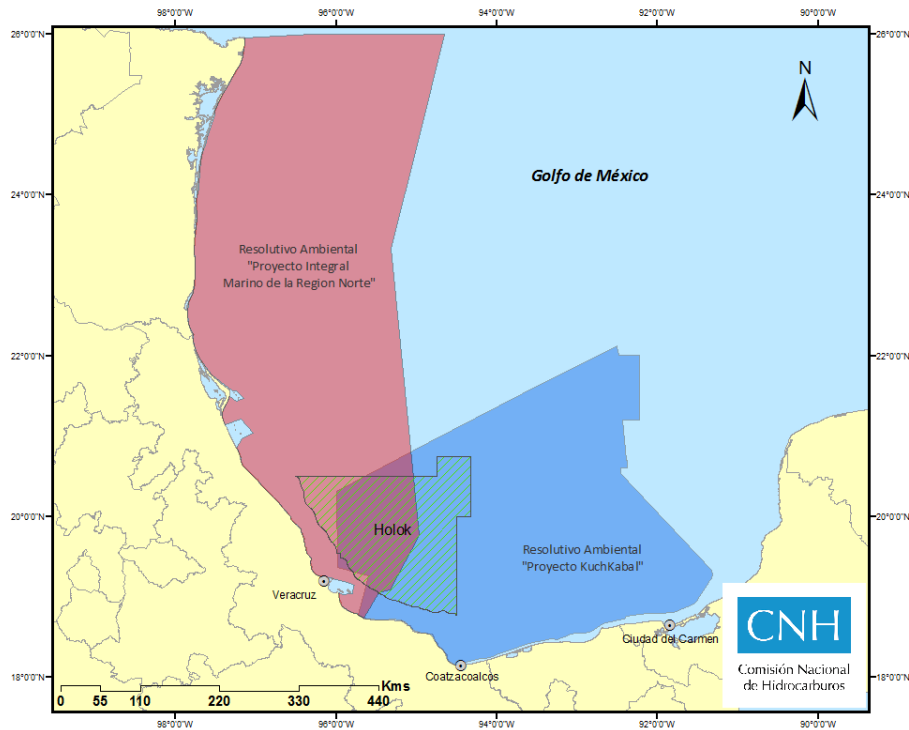 98°0'0"W 96°0'0"W 94°0'0"W 92°0'0"W 90°0'0"W
26°0'0"N 26°0'0"N
N
Golfo de México
24°0'0"N 24°0'0"N
Resolutivo Ambiental
"Proyecto Integral
Marino de la Region Norte"
22°0'0"N 22°0'0"N
20°0'0"N 20°0'0"N
Holok
Resolutivo Ambiental
"Proyecto KuchKabal"
Veracruz
Ciudad del Carmen
Coatzacoalcos
CNH
Comisión Nacional
de Hidrocarburos
18°0'0"N 18°0'0"N
Kms
0 55 110 220 330 440
98°0'0"W 96°0'0"W 94°0'0"W 92°0'0"W 90°0'0"W